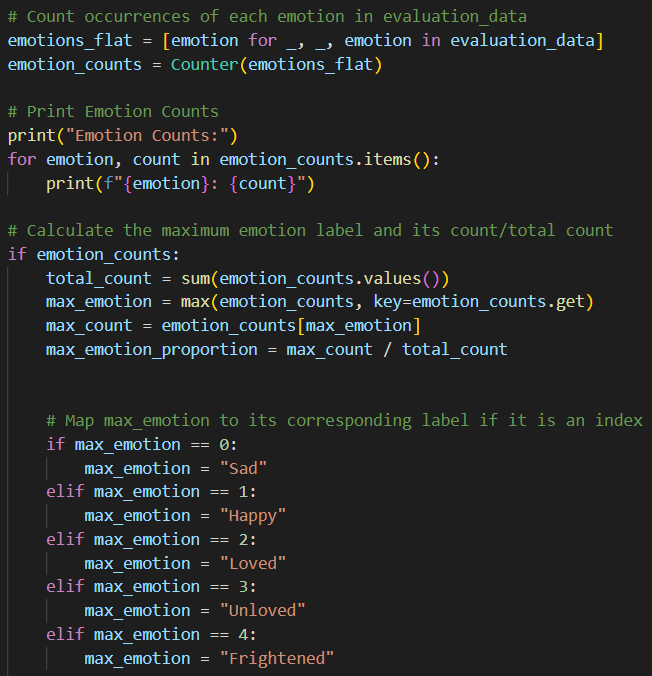 # Count occurrences of each emotion in evaluation_data
emotions_flat = [emotion for _, _, emotion in evaluation_data]
emotion_counts = Counter(emotions_flat)

# Print Emotion Counts
print("Emotion Counts:")
for emotion, count in emotion_counts.items():
    print(f"{emotion}: {count}")

# Calculate the maximum emotion label and its count/total count
if emotion_counts:
    total_count = sum(emotion_counts.values())
    max_emotion = max(emotion_counts, key=emotion_counts.get)
    max_count = emotion_counts[max_emotion]
    max_emotion_proportion = max_count / total_count

    # Map max_emotion to its corresponding label if it is an index
    if max_emotion == 0:
        max_emotion = "Sad"
    elif max_emotion == 1:
        max_emotion = "Happy"
    elif max_emotion == 2:
        max_emotion = "Loved"
    elif max_emotion == 3:
        max_emotion = "Unloved"
    elif max_emotion == 4:
        max_emotion = "Frightened"